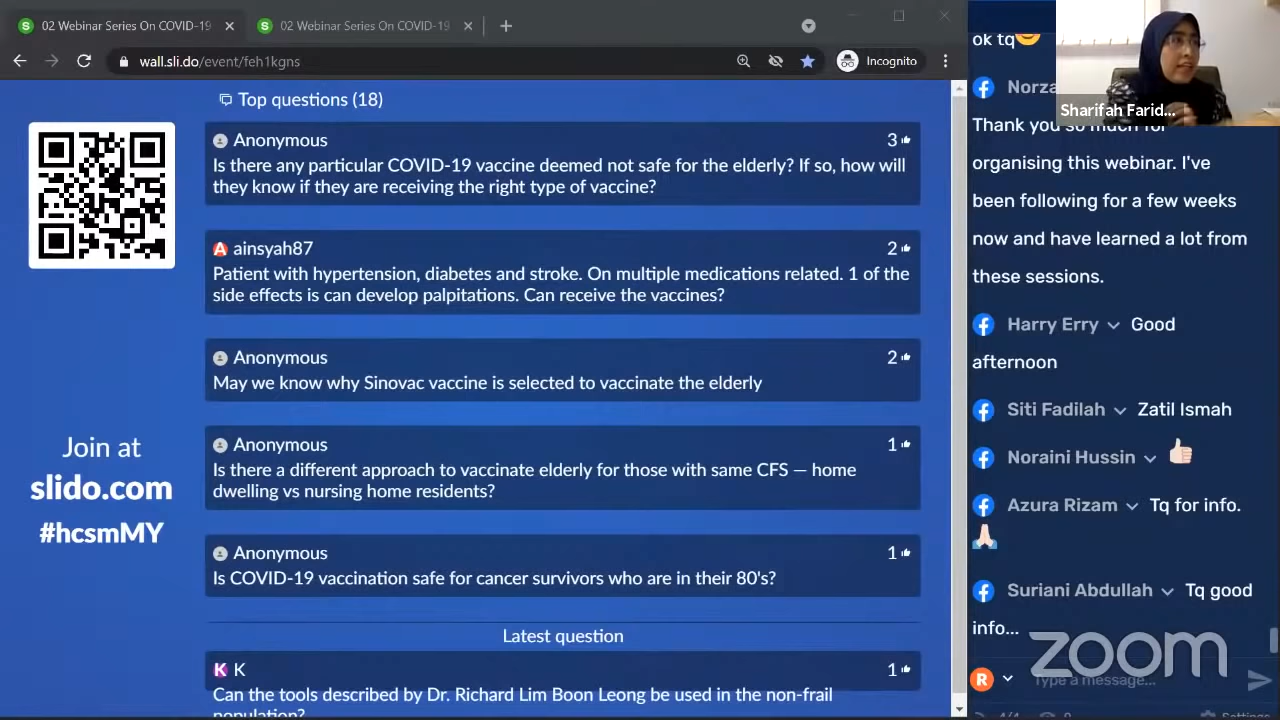 02 Webinar Series On COVID-19
02 Webinar Series On COVID-19
wall.sli.do/event/feh1kgns
Incognito
Top questions (18)
Anonymous
3
Is there any particular COVID-19 vaccine deemed not safe for the elderly? If so, how will
they know if they are receiving the right type of vaccine?
A ainsyah87
2
Patient with hypertension, diabetes and stroke. On multiple medications related. 1 of the
side effects is can develop palpitations. Can receive the vaccines?
Anonymous
2
May we know why Sinovac vaccine is selected to vaccinate the elderly
Anonymous
1
Is there a different approach to vaccinate elderly for those with same CFS — home
dwelling vs nursing home residents?
Anonymous
1
Is COVID-19 vaccination safe for cancer survivors who are in their 80's?
Latest question
K K
1
Can the tools described by Dr. Richard Lim Boon Leong be used in the non-frail
population?
Join at
slido.com
#hcsmMY
ok tq
Norza
Sharifah Farid...
Thank you so much for
organising this webinar. I've
been following for a few weeks
now and have learned a lot from
these sessions.
Harry Erry Good
afternoon
Siti Fadilah Zatil Ismah
Noraini Hussin
Azura Rizam Tq for info.
Suriani Abdullah Tq good
info...
zoom
R
Type a message...
Settings